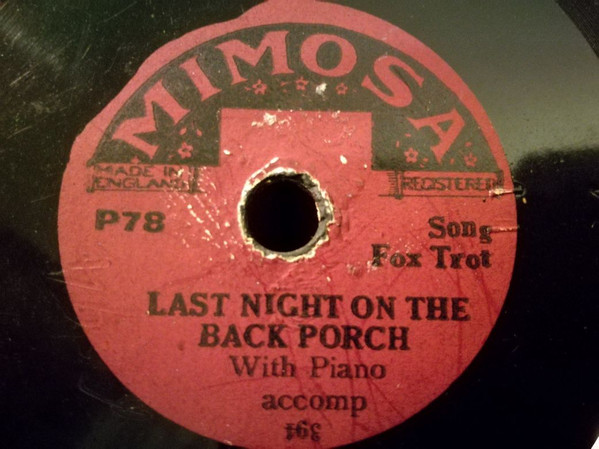 MIMOSA
MADE IN
ENGLAND
REGISTERED
P78
Song
Fox Trot
LAST NIGHT ON THE
BACK PORCH
With Piano
accomp